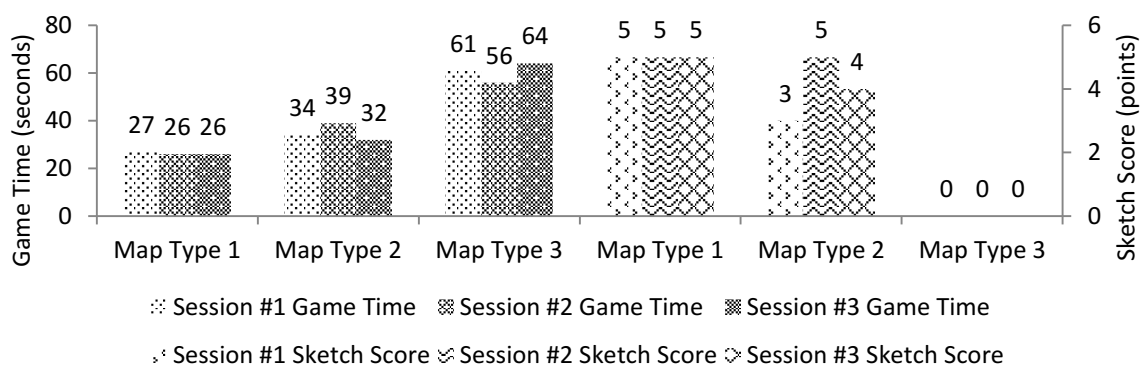 Game Time (seconds)
80
60
40
20
0
27 26 26
34 39 32
61 56 64
5 5 5
3 5 4
0 0 0
6
4
2
0
Sketch Score (points)
Map Type 1 Map Type 2 Map Type 3 Map Type 1 Map Type 2 Map Type 3
Session #1 Game Time Session #2 Game Time Session #3 Game Time
Session #1 Sketch Score Session #2 Sketch Score Session #3 Sketch Score